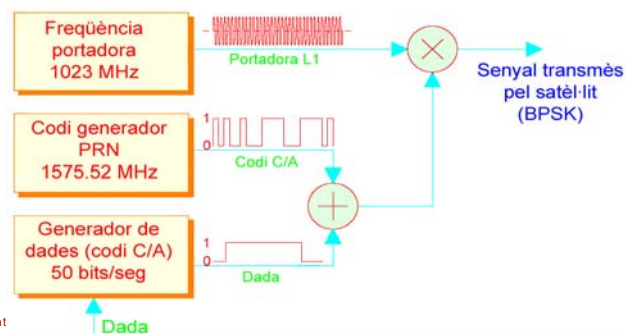 Freqüència
portadora
1023 MHz
Portadora L1
Senyal transmès
pel satèl·lit
(BPSK)
Codi generador
PRN
1575.52 MHz
1
0
Codi C/A
Generador de
dades (codi C/A)
50 bits/seg
1
0
Dada
Dada